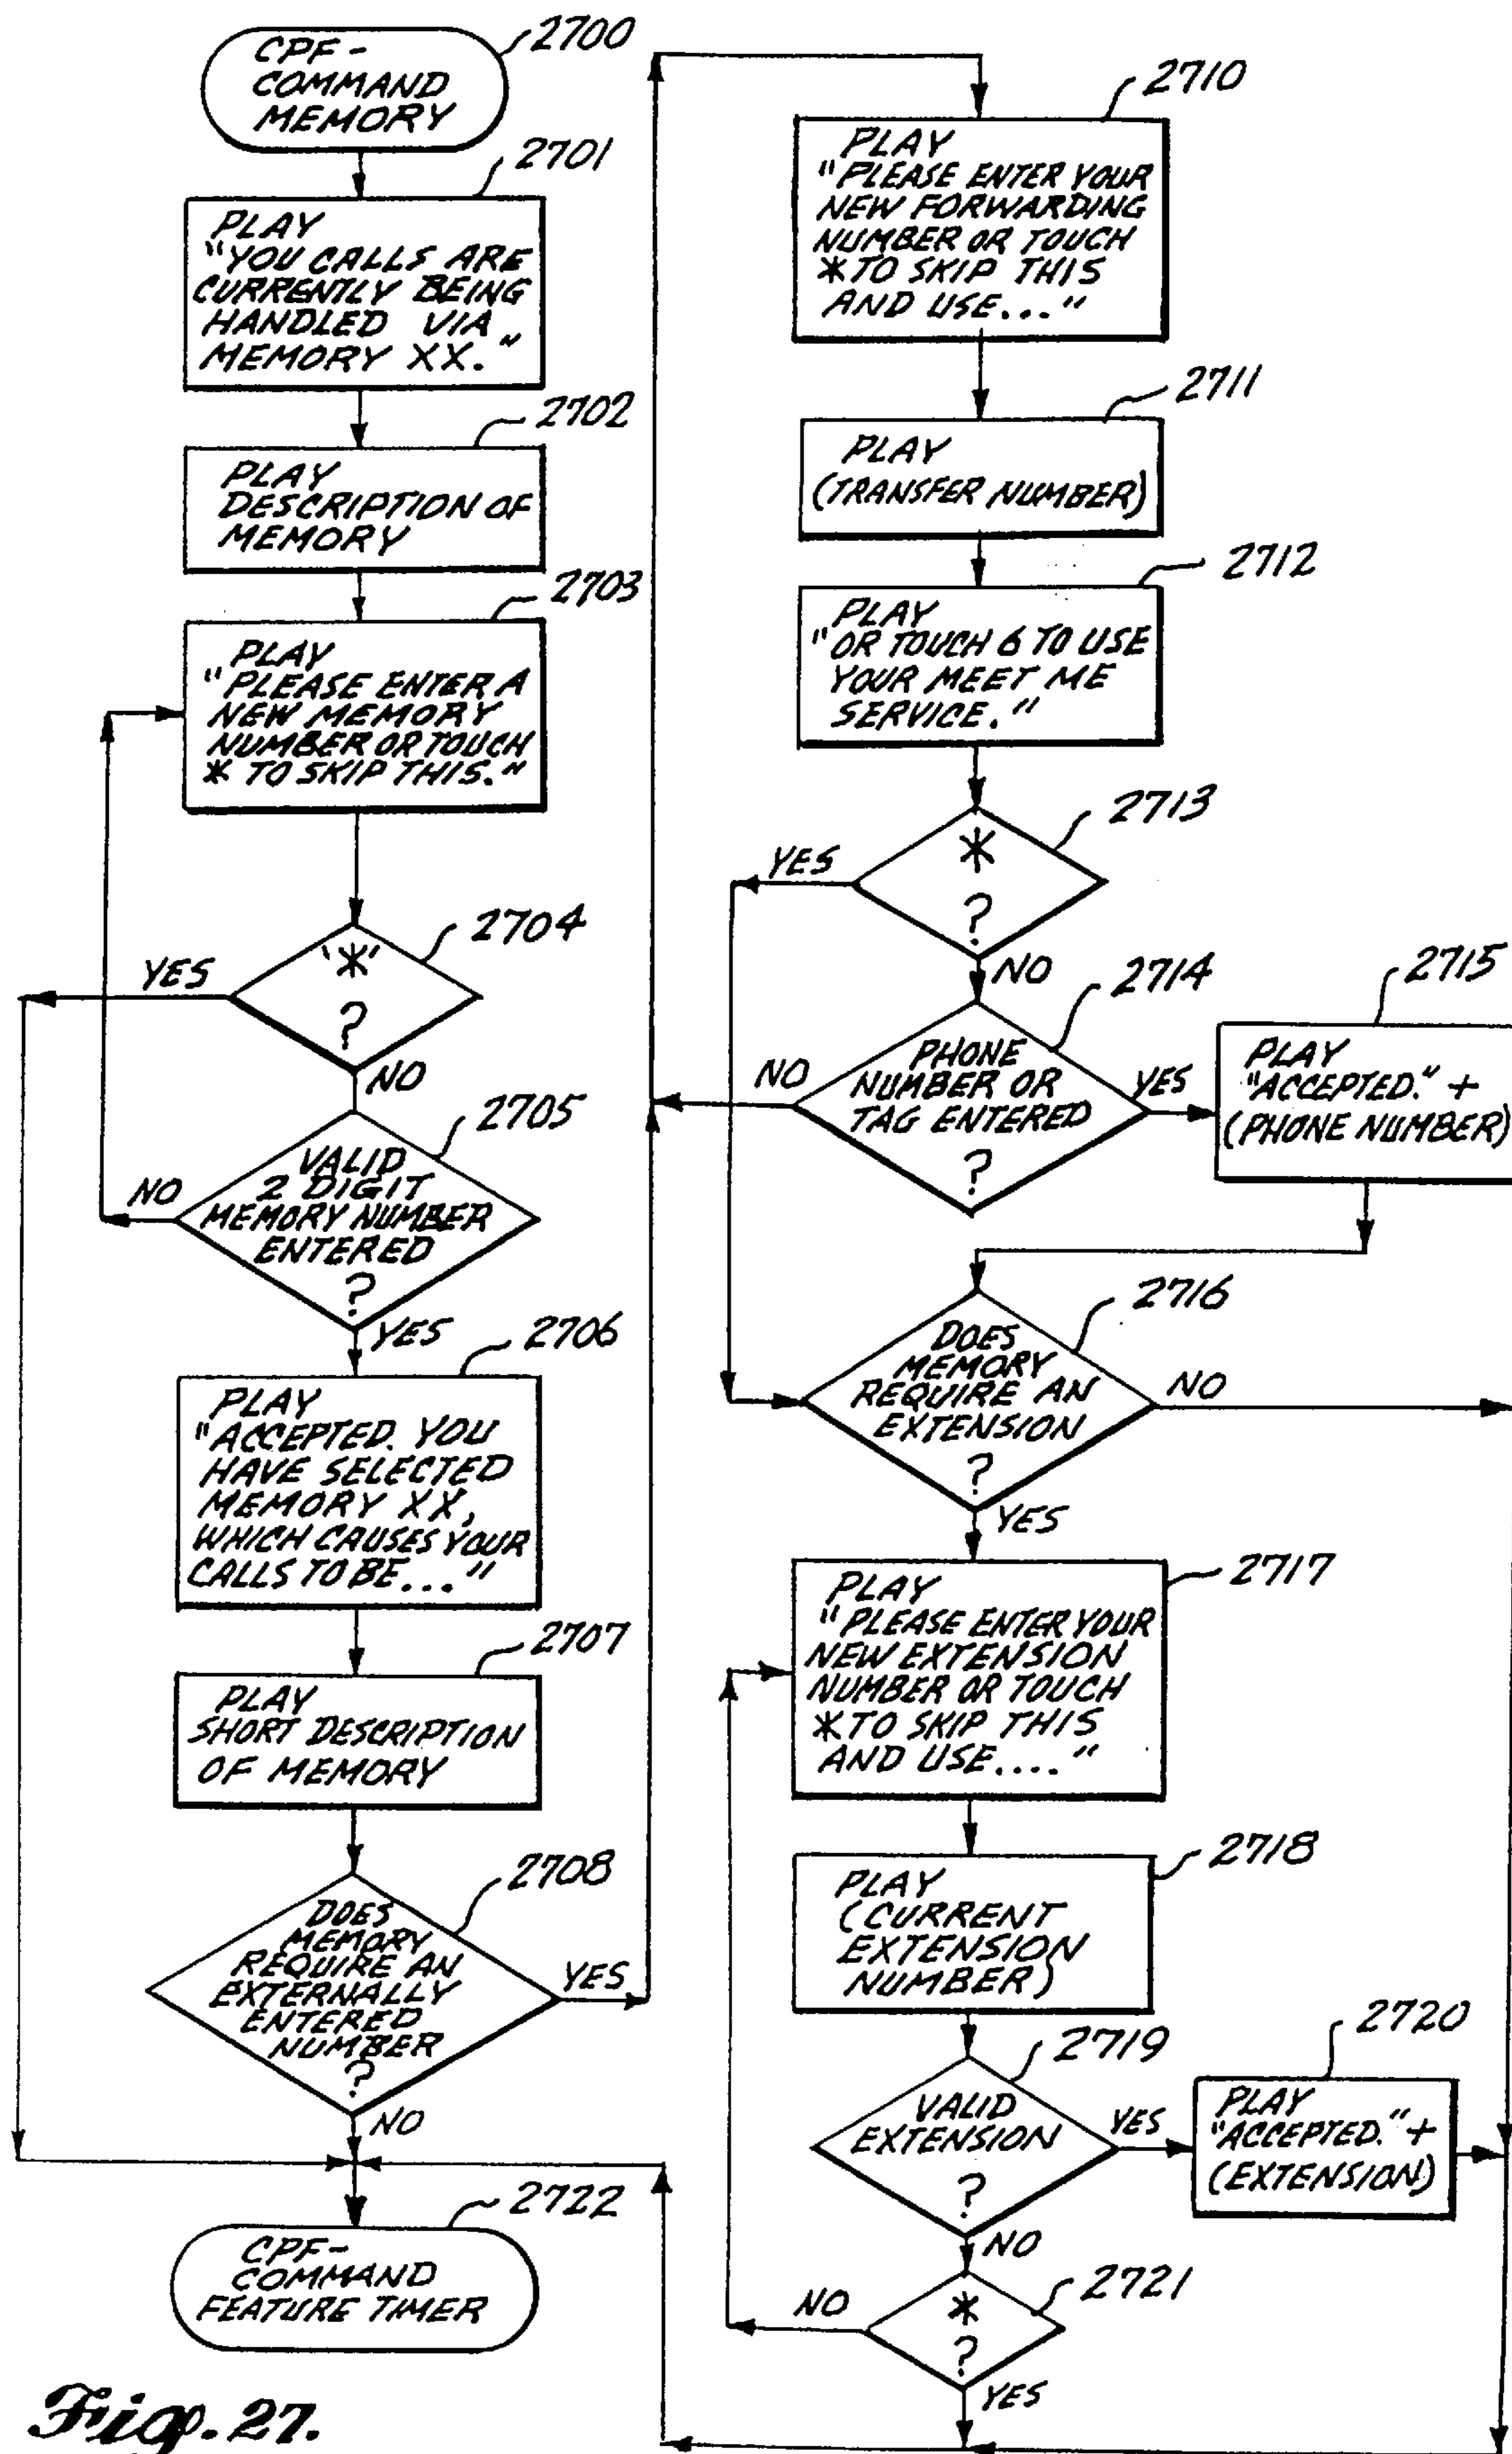 CPF-
COMMAND
MEMORY
2700
2701
PLAY
"YOU CALLS ARE
CURRENTLY BEING
HANDLED VIA
MEMORY XX."
2702
PLAY
DESCRIPTION OF
MEMORY
2703
PLAY
"PLEASE ENTER A
NEW MEMORY
NUMBER OR TOUCH
* TO SKIP THIS."
2704
'*'
?
YES
NO
2705
VALID
2 DIGIT
MEMORY NUMBER
ENTERED
?
NO
YES
2706
PLAY
"ACCEPTED. YOU
HAVE SELECTED
MEMORY XX,
WHICH CAUSES YOUR
CALLS TO BE..."
2707
PLAY
SHORT DESCRIPTION
OF MEMORY
2708
DOES
MEMORY
REQUIRE AN
EXTERNALLY
ENTERED
NUMBER
?
YES
NO
2722
CPF-
COMMAND
FEATURE TIMER
2710
PLAY
"PLEASE ENTER YOUR
NEW FORWARDING
NUMBER OR TOUCH
* TO SKIP THIS
AND USE..."
2711
PLAY
(TRANSFER NUMBER)
2712
PLAY
"OR TOUCH 6 TO USE
YOUR MEET ME
SERVICE."
2713
*
?
YES
NO
2714
PHONE
NUMBER OR
TAG ENTERED
?
NO
YES
2715
PLAY
"ACCEPTED." +
(PHONE NUMBER)
2716
DOES
MEMORY
REQUIRE AN
EXTENSION
?
NO
YES
2717
PLAY
"PLEASE ENTER YOUR
NEW EXTENSION
NUMBER OR TOUCH
* TO SKIP THIS
AND USE...."
2718
PLAY
(CURRENT
EXTENSION
NUMBER)
2719
VALID
EXTENSION
?
YES
NO
2720
PLAY
"ACCEPTED." +
(EXTENSION)
2721
*
?
NO
YES
Fig. 27.